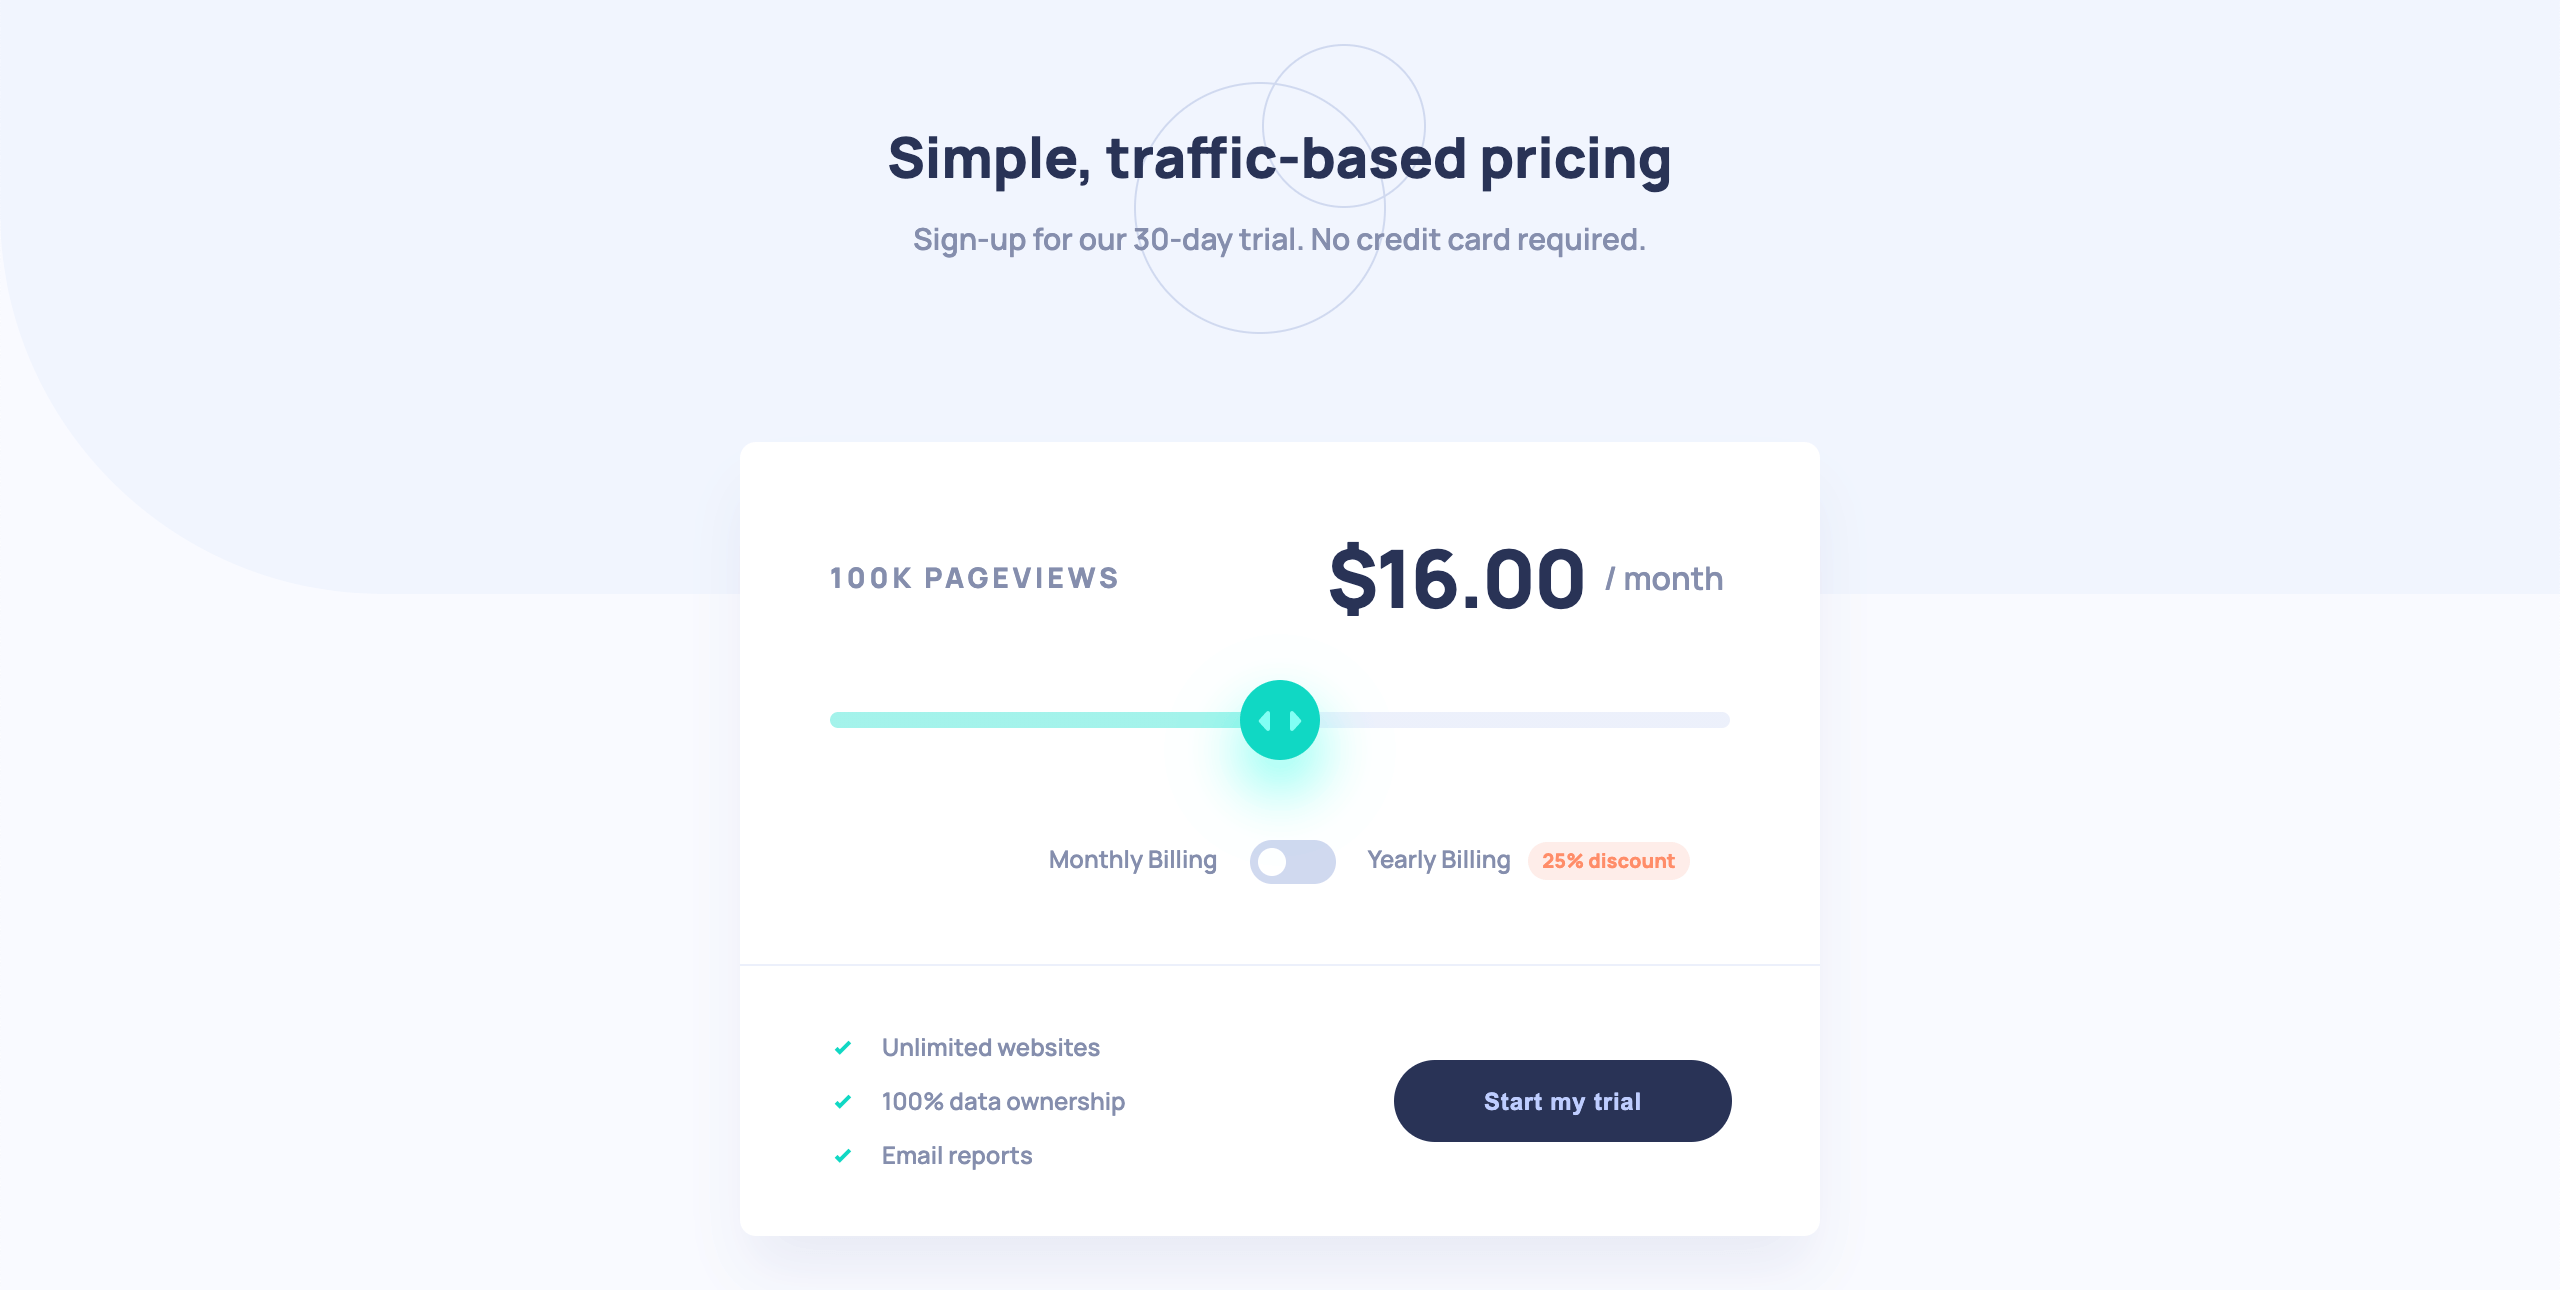 Simple, traffic-based pricing
Sign-up for our 30-day trial. No credit card required.
100K PAGEVIEWS
$16.00 / month
Monthly Billing
Yearly Billing
25% discount
Unlimited websites
100% data ownership
Email reports
Start my trial